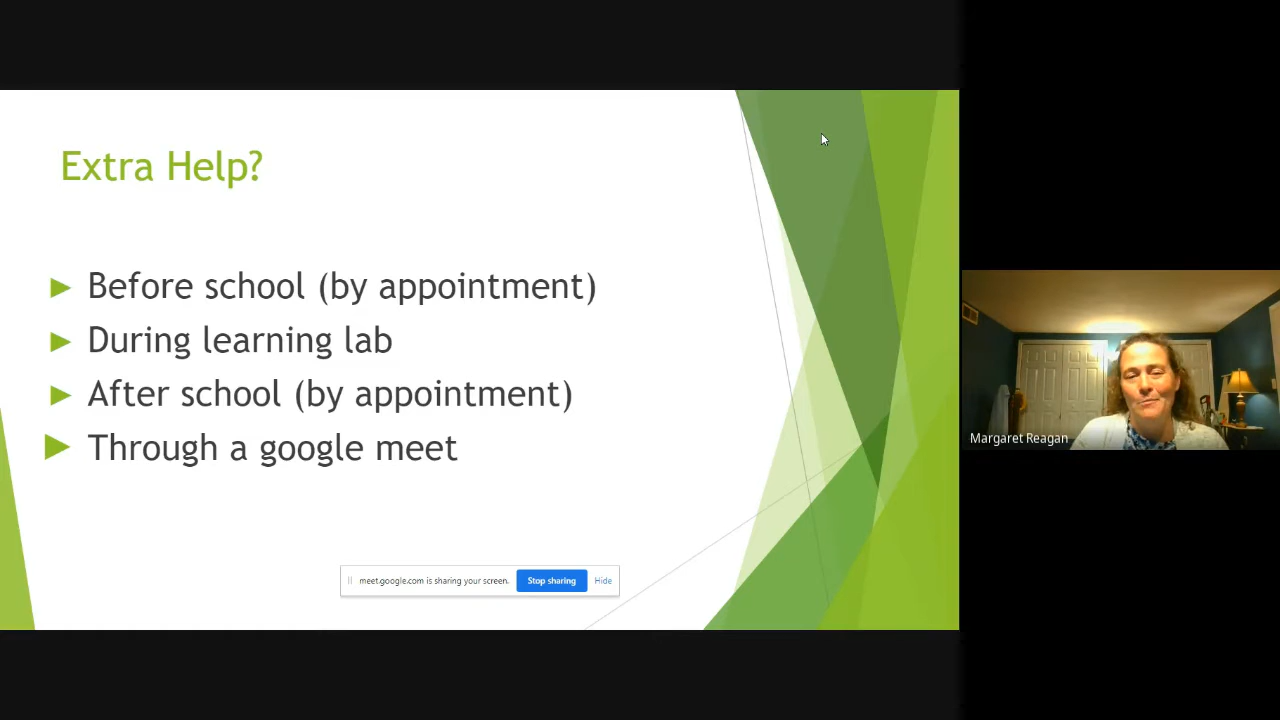 Extra Help?
Before school (by appointment)
During learning lab
After school (by appointment)
Through a google meet
Margaret Reagan
meet.google.com is sharing your screen.
Stop sharing
Hide